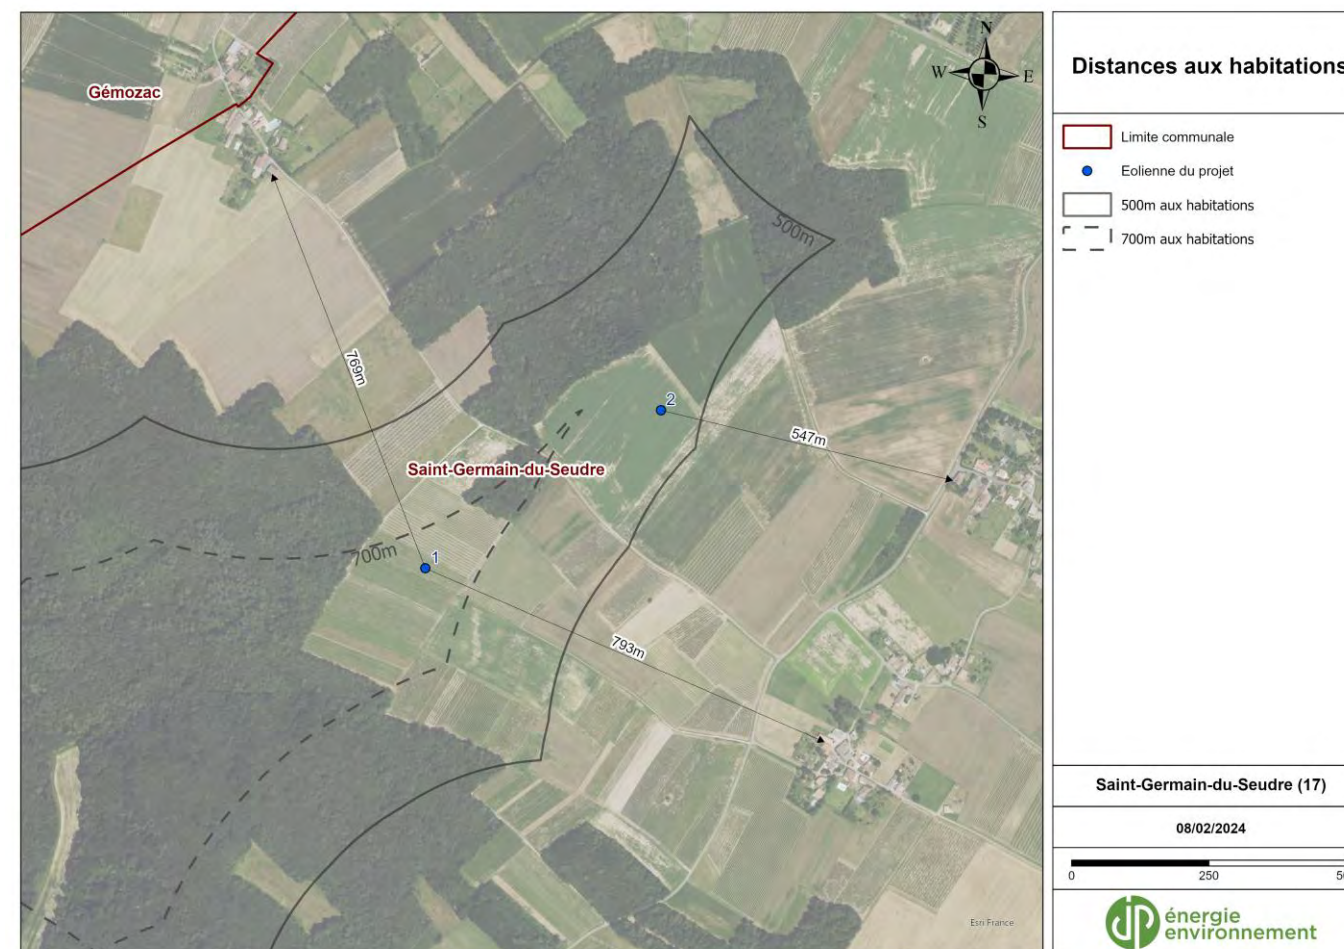 Gémozac
N
W
E
S
500m
769m
2
547m
Saint-Germain-du-Seudre
700m
1
793m
Esri France
Distances aux habitations
Limite communale
Eolienne du projet
500m aux habitations
700m aux habitations
Saint-Germain-du-Seudre (17)
08/02/2024
0 250
JP énergie
environnement